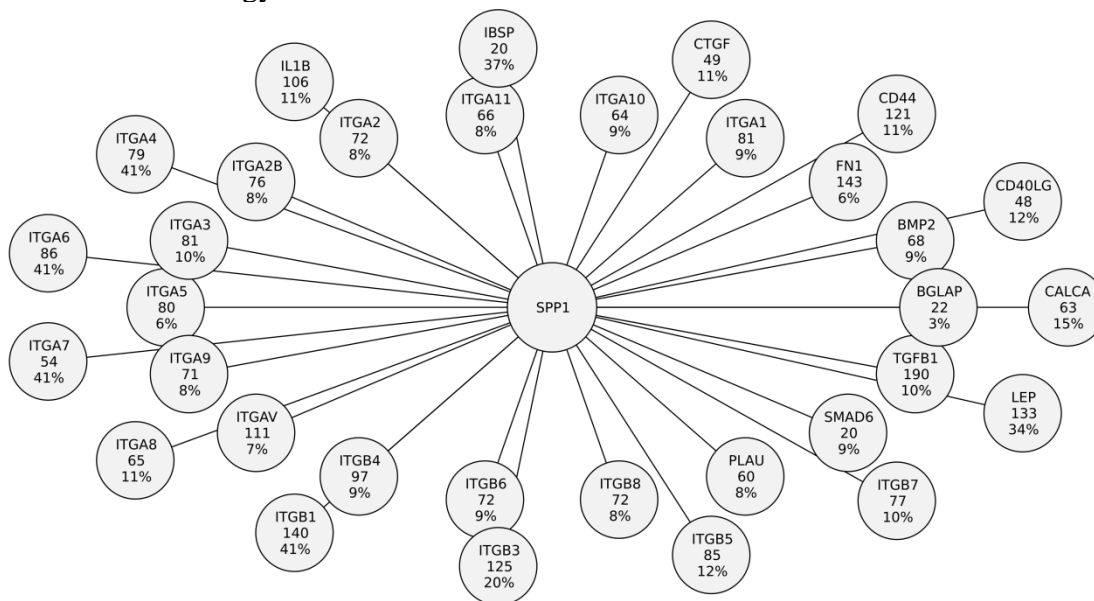 gy
IBSP
20
37%
CTGF
49
11%
IL1B
106
11%
ITGA11
66
8%
ITGA10
64
9%
CD44
121
11%
ITGA2
72
8%
ITGA1
81
9%
ITGA4
79
41%
ITGA2B
76
8%
FN1
143
6%
CD40LG
48
12%
ITGA3
81
10%
BMP2
68
9%
ITGA6
86
41%
ITGA5
80
6%
SPP1
BGLAP
22
3%
CALCA
63
15%
ITGA7
54
41%
ITGA9
71
8%
TGFB1
190
10%
LEP
133
34%
ITGAV
111
7%
SMAD6
20
9%
ITGA8
65
11%
ITGB4
97
9%
ITGB6
72
9%
ITGB8
72
8%
PLAU
60
8%
ITGB7
77
10%
ITGB1
140
41%
ITGB3
125
20%
ITGB5
85
12%